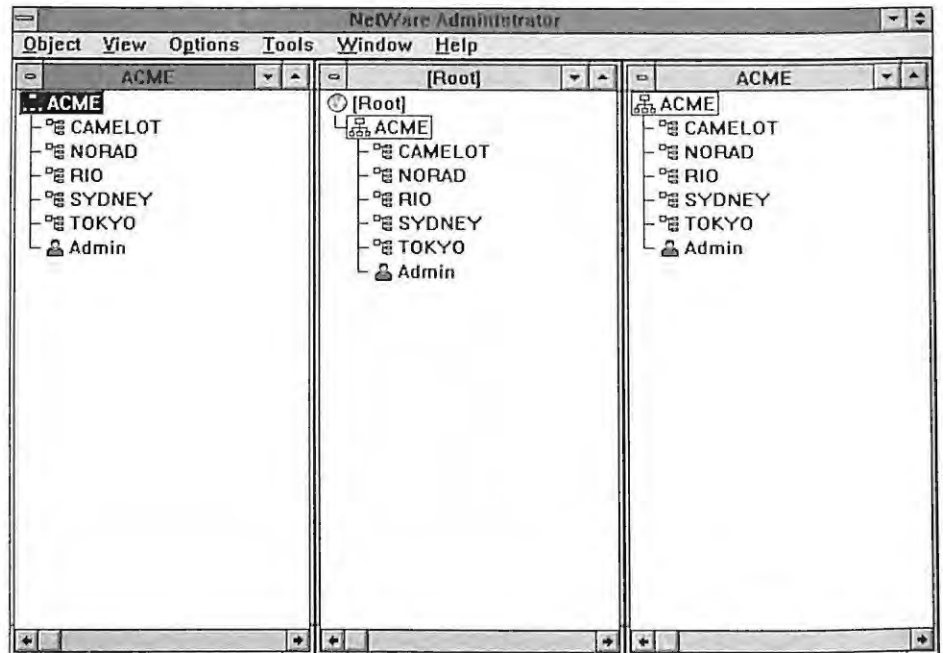 NetWare Administrator
Object View Options Tools Window Help
ACME
ACME
CAMELOT
NORAD
RIO
SYDNEY
TOKYO
Admin
[Root]
[Root]
ACME
CAMELOT
NORAD
RIO
SYDNEY
TOKYO
Admin
ACME
ACME
CAMELOT
NORAD
RIO
SYDNEY
TOKYO
Admin